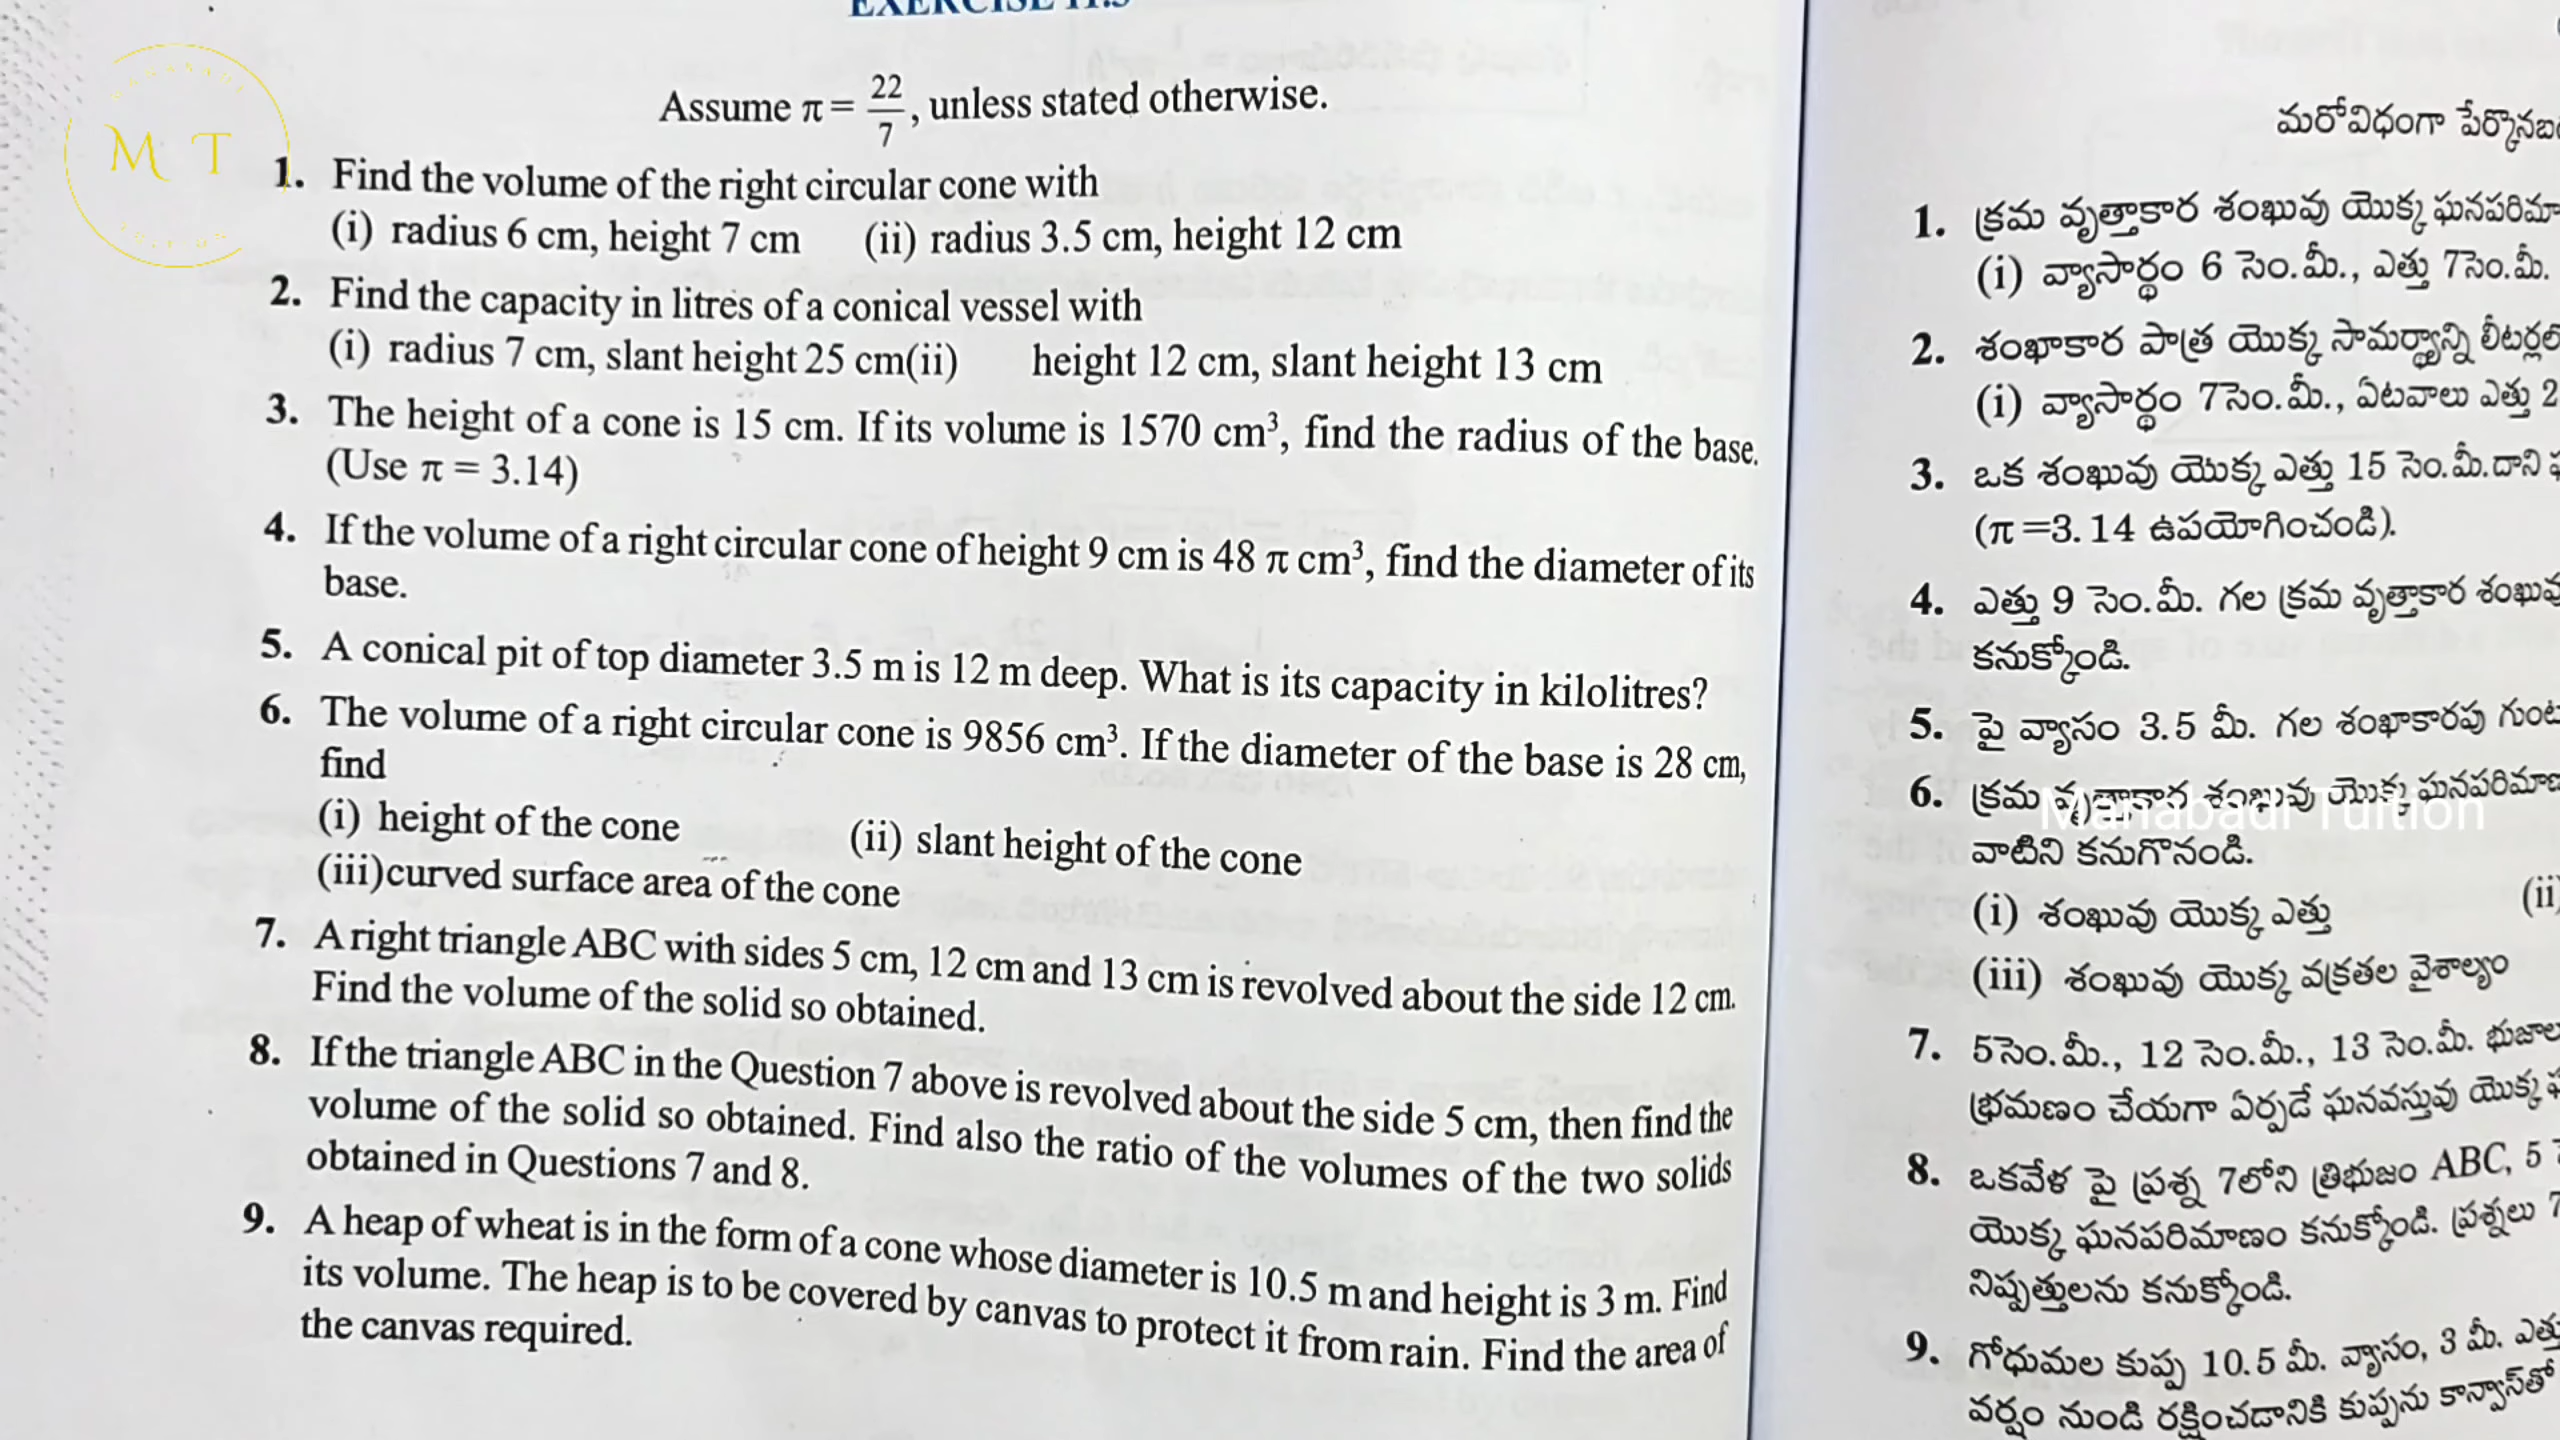 EXERCISE 11.3
M T
Assume π = 22/7, unless stated otherwise.
1. Find the volume of the right circular cone with
(i) radius 6 cm, height 7 cm (ii) radius 3.5 cm, height 12 cm
2. Find the capacity in litres of a conical vessel with
(i) radius 7 cm, slant height 25 cm(ii) height 12 cm, slant height 13 cm
3. The height of a cone is 15 cm. If its volume is 1570 cm³, find the radius of the base.
(Use π = 3.14)
4. If the volume of a right circular cone of height 9 cm is 48 π cm³, find the diameter of its
base.
5. A conical pit of top diameter 3.5 m is 12 m deep. What is its capacity in kilolitres?
6. The volume of a right circular cone is 9856 cm³. If the diameter of the base is 28 cm,
find
(i) height of the cone (ii) slant height of the cone
(iii)curved surface area of the cone
7. A right triangle ABC with sides 5 cm, 12 cm and 13 cm is revolved about the side 12 cm.
Find the volume of the solid so obtained.
8. If the triangle ABC in the Question 7 above is revolved about the side 5 cm, then find the
volume of the solid so obtained. Find also the ratio of the volumes of the two solids
obtained in Questions 7 and 8.
9. A heap of wheat is in the form of a cone whose diameter is 10.5 m and height is 3 m. Find
its volume. The heap is to be covered by canvas to protect it from rain. Find the area of
the canvas required.
మరోవిధంగా
1. క్రమ వృత్తాకార శంఖువు యొక్క
(i) వ్యాసార్థం 6 సెం.మీ., ఎత్తు 7సెం.మీ.
2. శంఖాకార పాత్ర యొక్క సామర్థ్యాన్ని
(i) వ్యాసార్థం 7సెం.మీ., ఏటవాలు ఎత్తు
3. ఒక శంఖువు యొక్క ఎత్తు 15 సెం.మీ.దాని
(π =3.14 ఉపయోగించండి).
4. ఎత్తు 9 సెం.మీ. గల క్రమ వృత్తాకార
కనుక్కోండి.
5. పై వ్యాసం 3.5 మీ. గల శంఖాకారపు
6. క్రమ వృత్తాకార శంఖువు యొక్క
Manabadi Tuition
వాటిని కనుగొనండి.
(i) శంఖువు యొక్క ఎత్తు (ii)
(iii) శంఖువు యొక్క వక్రతల వైశాల్యం
7. 5సెం.మీ., 12 సెం.మీ., 13 సెం.మీ.
భ్రమణం చేయగా ఏర్పడే ఘనవస్తువు యొక్క
8. ఒకవేళ పై ప్రశ్న 7లోని త్రిభుజం ABC, 5
యొక్క ఘనపరిమాణం కనుక్కోండి. ప్రశ్నలు 7
నిష్పత్తులను కనుక్కోండి.
9. గోధుమల కుప్ప 10.5 మీ. వ్యాసం, 3 మీ.
వర్షం నుండి రక్షించడానికి కుప్పను కాన్వాస్‌తో